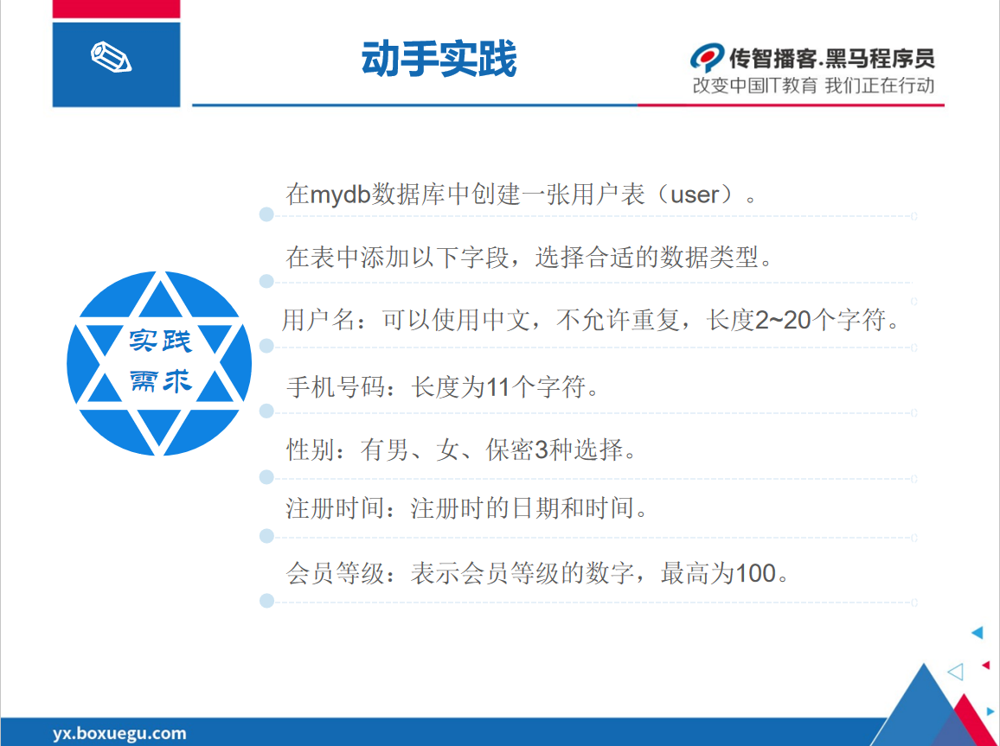 动手实践
传智播客.黑马程序员
改变中国IT教育 我们正在行动
在mydb数据库中创建一张用户表（user）。
在表中添加以下字段，选择合适的数据类型。
用户名：可以使用中文，不允许重复，长度2~20个字符。
实践
需求
手机号码：长度为11个字符。
性别：有男、女、保密3种选择。
注册时间：注册时的日期和时间。
会员等级：表示会员等级的数字，最高为100。
yx.boxuegu.com